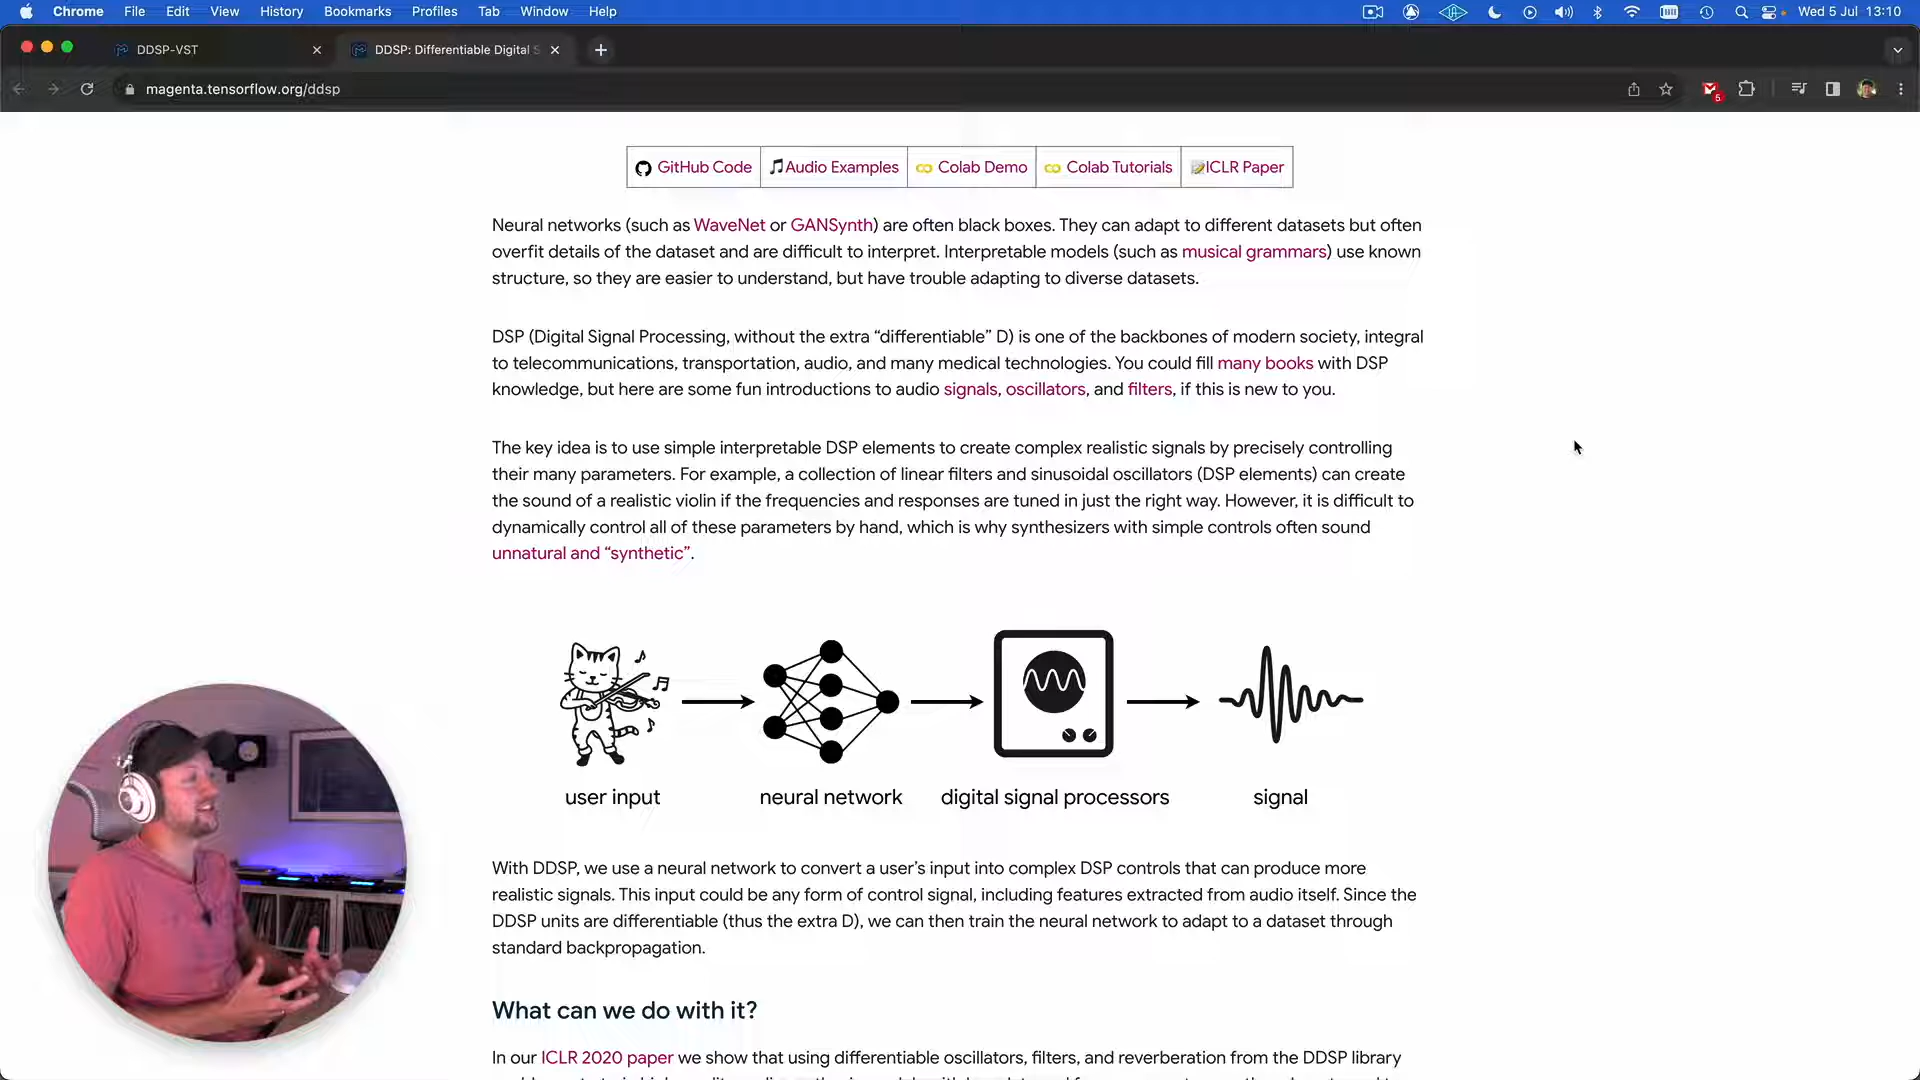 Chrome File Edit View History Bookmarks Profiles Tab Window Help Wed 5 Jul 13:10
DDSP-VST DDSP: Differentiable Digital S
magenta.tensorflow.org/ddsp
5
GitHub Code Audio Examples Colab Demo Colab Tutorials ICLR Paper
Neural networks (such as WaveNet or GANSynth) are often black boxes. They can adapt to different datasets but often
overfit details of the dataset and are difficult to interpret. Interpretable models (such as musical grammars) use known
structure, so they are easier to understand, but have trouble adapting to diverse datasets.
DSP (Digital Signal Processing, without the extra “differentiable” D) is one of the backbones of modern society, integral
to telecommunications, transportation, audio, and many medical technologies. You could fill many books with DSP
knowledge, but here are some fun introductions to audio signals, oscillators, and filters, if this is new to you.
The key idea is to use simple interpretable DSP elements to create complex realistic signals by precisely controlling
their many parameters. For example, a collection of linear filters and sinusoidal oscillators (DSP elements) can create
the sound of a realistic violin if the frequencies and responses are tuned in just the right way. However, it is difficult to
dynamically control all of these parameters by hand, which is why synthesizers with simple controls often sound
unnatural and “synthetic”.
user input neural network digital signal processors signal
With DDSP, we use a neural network to convert a user’s input into complex DSP controls that can produce more
realistic signals. This input could be any form of control signal, including features extracted from audio itself. Since the
DDSP units are differentiable (thus the extra D), we can then train the neural network to adapt to a dataset through
standard backpropagation.
What can we do with it?
In our ICLR 2020 paper we show that using differentiable oscillators, filters, and reverberation from the DDSP library